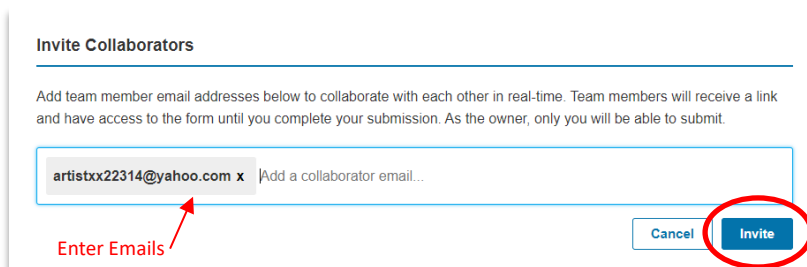 Invite Collaborators
Add team member email addresses below to collaborate with each other in real-time. Team members will receive a link
and have access to the form until you complete your submission. As the owner, only you will be able to submit.
artistxx22314@yahoo.com x Add a collaborator email...
Enter Emails
Cancel Invite